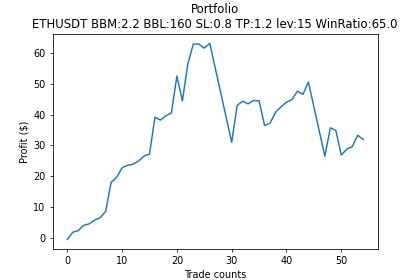 Portfolio
ETHUSDT BBM:2.2 BBL:160 SL:0.8 TP:1.2 lev:15 WinRatio:65.0
60
50
40
30
20
10
0
Profit ($)
0 10 20 30 40 50
Trade counts